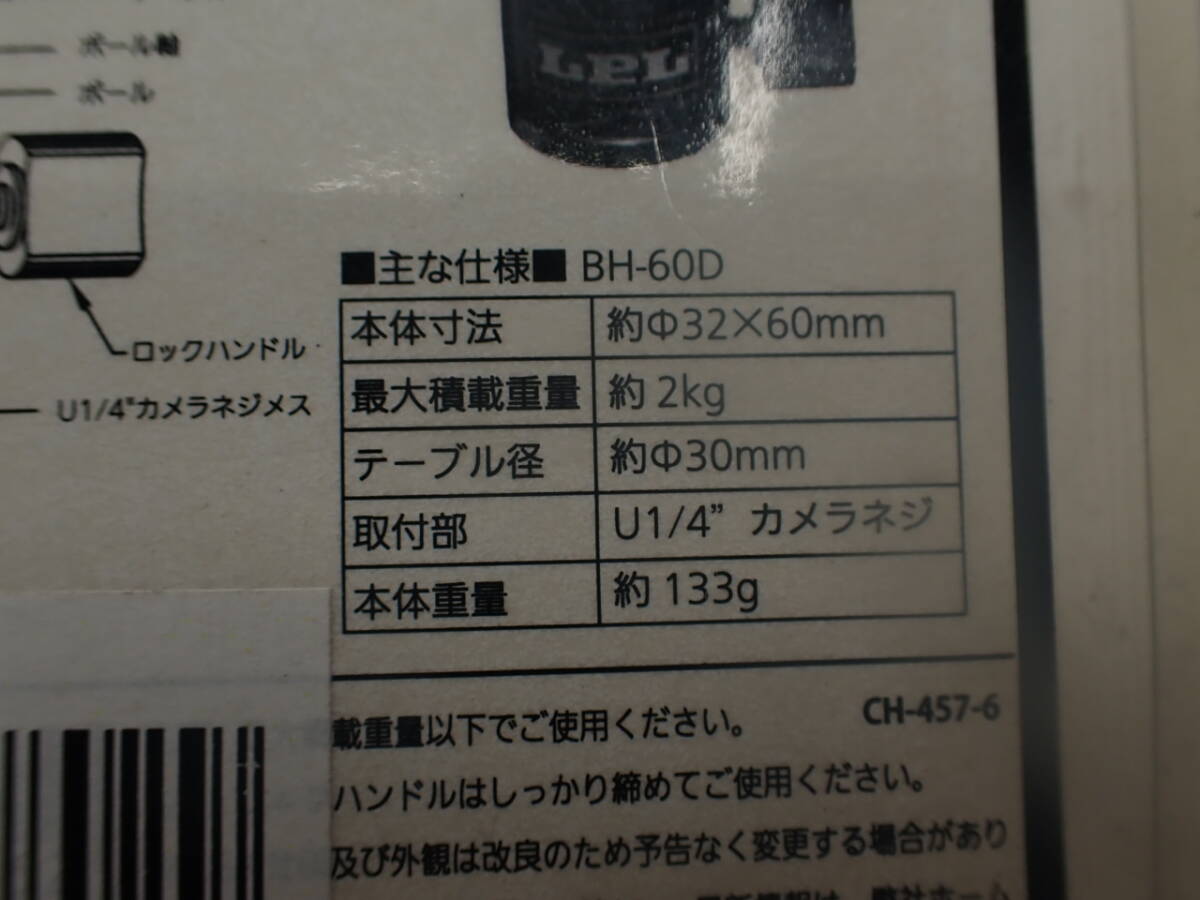 ボール軸
ボール
LPL
ロックハンドル
U1/4"カメラネジメス
■主な仕様■ BH-60D
本体寸法 約Φ32×60mm
最大積載重量 約 2kg
テーブル径 約Φ30mm
取付部 U1/4” カメラネジ
本体重量 約 133g
CH-457-6
載重量以下でご使用ください。
ハンドルはしっかり締めてご使用ください。
及び外観は改良のため予告なく変更する場合があり